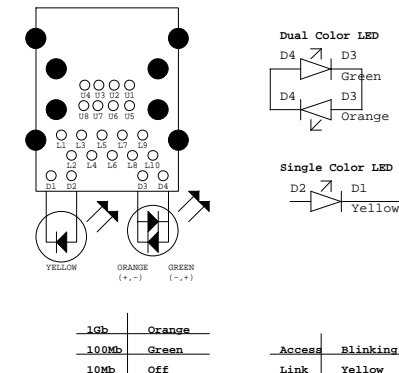 Dual Color LED
D4 D3
Green
D4 D3
Orange
U4 U3 U2 U1
U8 U7 U6 U5
L1 L3 L5 L7 L9
L2 L4 L6 L8 L10
D1 D2 D3 D4
Single Color LED
D2 D1
Yellow
YELLOW
ORANGE GREEN
(+,-) (-,+)
1Gb Orange
100Mb Green
10Mb Off
Access Blinking
Link Yellow